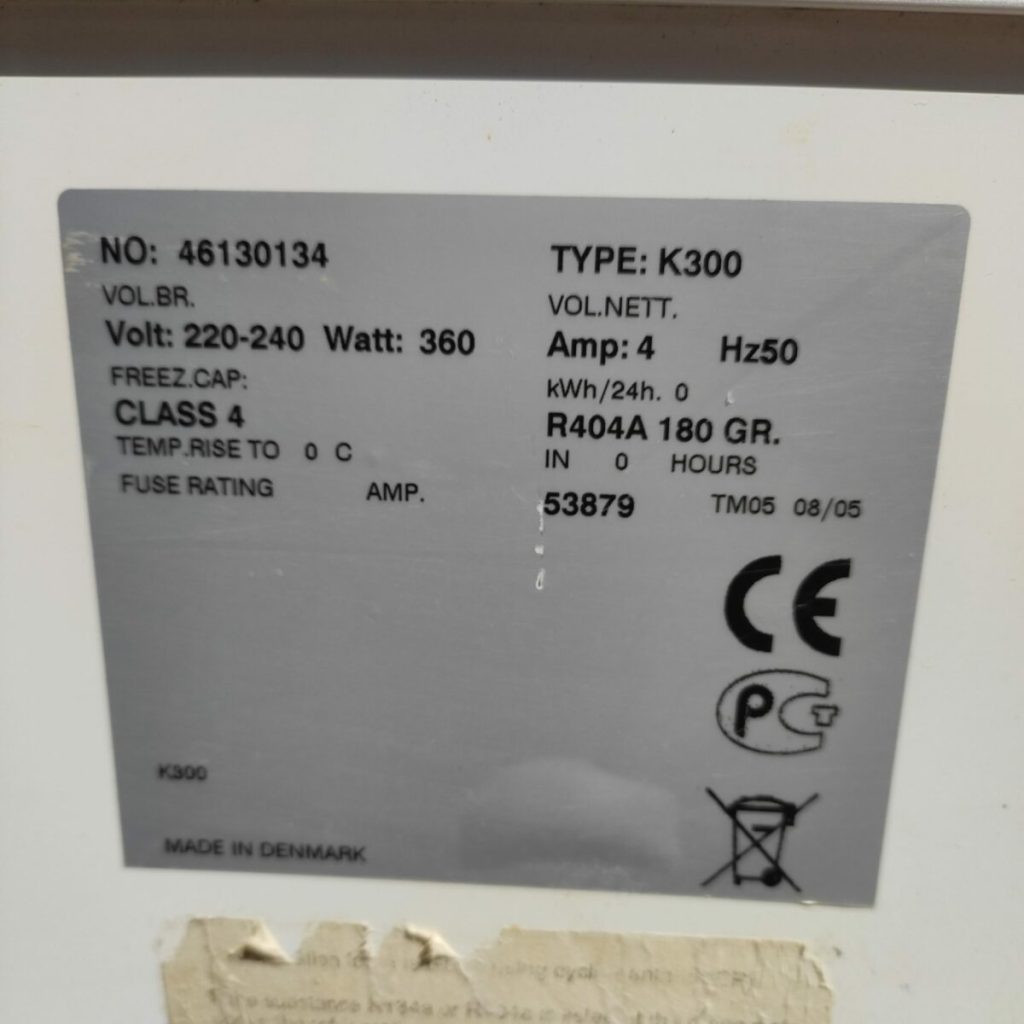 NO: 46130134 TYPE: K300
VOL.BR. VOL.NETT.
Volt: 220-240 Watt: 360 Amp: 4 Hz50
FREEZ.CAP: kWh/24h. 0
CLASS 4 R404A 180 GR.
TEMP.RISE TO 0 C IN 0 HOURS
FUSE RATING AMP. 53879 TM05 08/05
CE
PCT
K300
MADE IN DENMARK
substance or